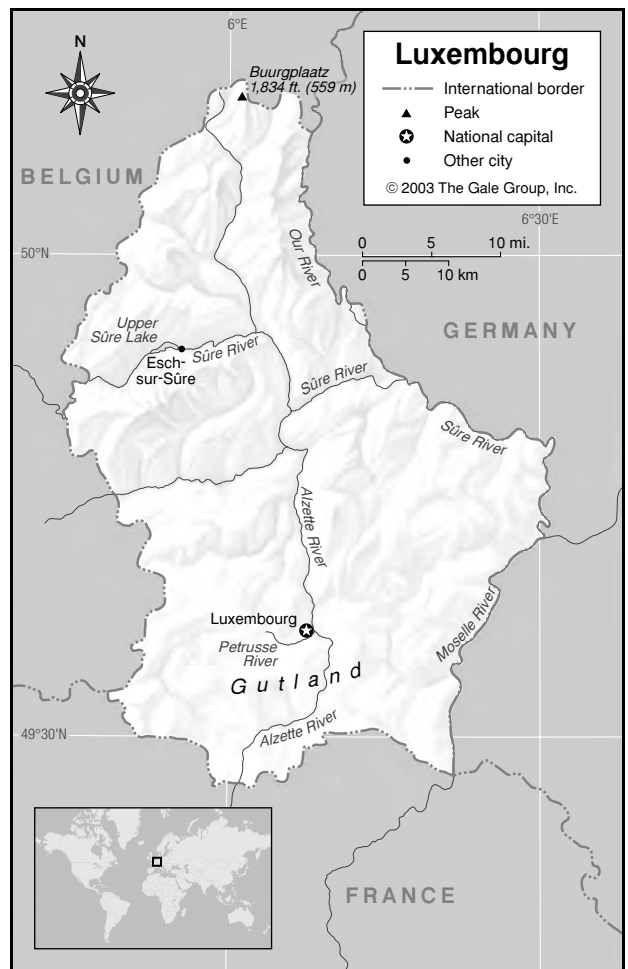 6°E
N
Buurgplaatz
1,834 ft. (559 m)
Luxembourg
International border
Peak
National capital
Other city
© 2003 The Gale Group, Inc.
BELGIUM
6°30'E
50°N
Our River
0 5 10 mi.
0 5 10 km
GERMANY
Upper
Sûre Lake
Sûre River
Esch-
sur-Sûre
Sûre River
Sûre River
Alzette River
Luxembourg
Petrusse
River
Moselle River
Gutland
Alzette River
49°30'N
FRANCE